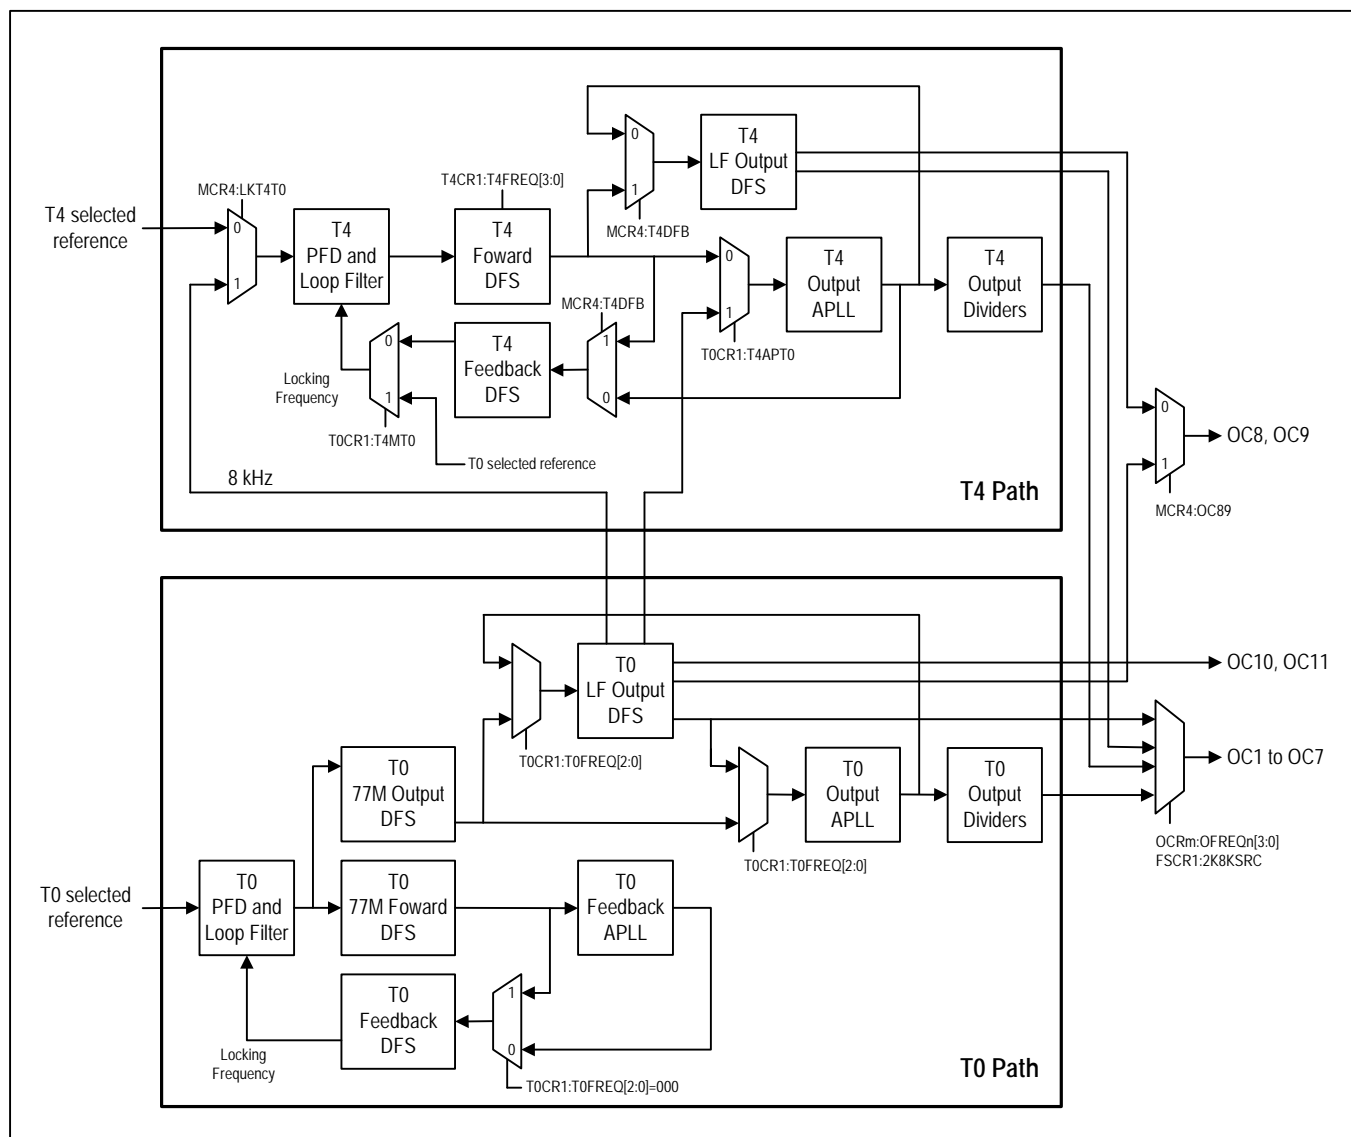 T4
LF Output
DFS
0
1
MCR4:T4DFB
T4CR1:T4FREQ[3:0]
MCR4:LKT4T0
T4 selected
reference
0
1
T4
PFD and
Loop Filter
T4
Foward
DFS
0
1
T0CR1:T4APT0
T4
Output
APLL
T4
Output
Dividers
MCR4:T4DFB
1
0
T4
Feedback
DFS
0
1
Locking
Frequency
T0CR1:T4MT0
T0 selected reference
8 kHz
T4 Path
0
1
OC8, OC9
MCR4:OC89
T0
LF Output
DFS
OC10, OC11
T0CR1:T0FREQ[2:0]
T0
77M Output
DFS
T0
Output
APLL
T0
Output
Dividers
OC1 to OC7
T0CR1:T0FREQ[2:0]
OCRm:OFREQn[3:0]
FSCR1:2K8KSRC
T0 selected
reference
T0
PFD and
Loop Filter
T0
77M Foward
DFS
T0
Feedback
APLL
T0
Feedback
DFS
1
0
Locking
Frequency
T0CR1:T0FREQ[2:0]=000
T0 Path